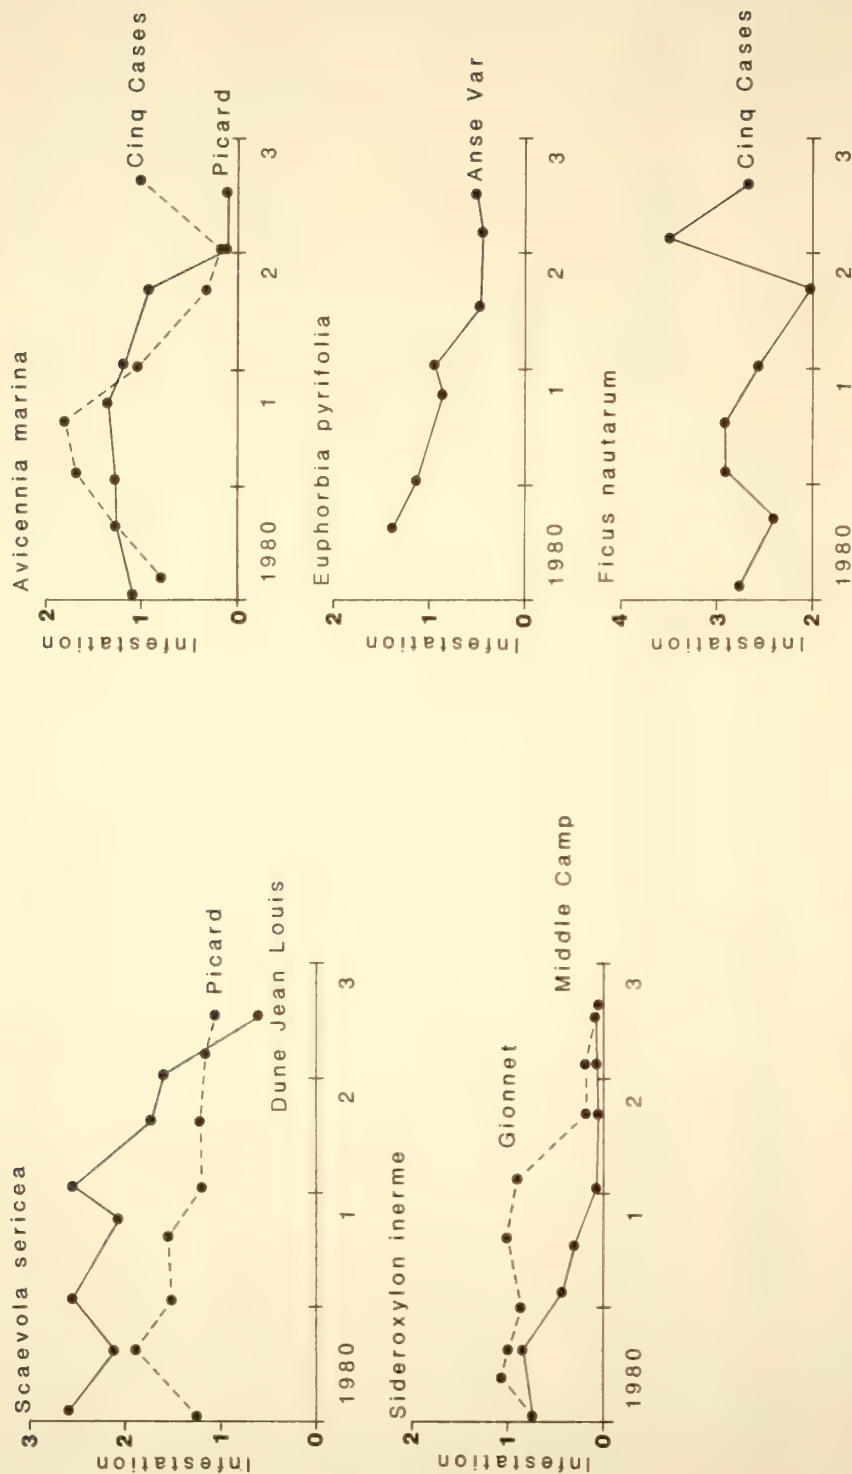 Scaevola sericea
Infestation
3
2
1
0
Picard
Dune Jean Louis
1980
1
2
3
Sideroxylon inerme
Infestation
2
1
0
Gionnet
Middle Camp
1980
1
2
3
Avicennia marina
Infestation
2
1
0
Cinq Cases
Picard
1980
1
2
3
Euphorbia pyrifolia
Infestation
2
1
0
Anse Var
1980
1
2
3
Ficus nautarum
Infestation
4
3
2
Cinq Cases
1980
1
2
3